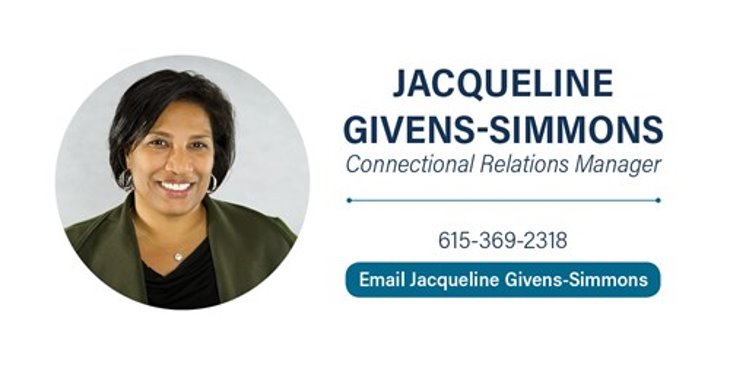 JACQUELINE
GIVENS-SIMMONS
Connectional Relations Manager
615-369-2318
Email Jacqueline Givens-Simmons